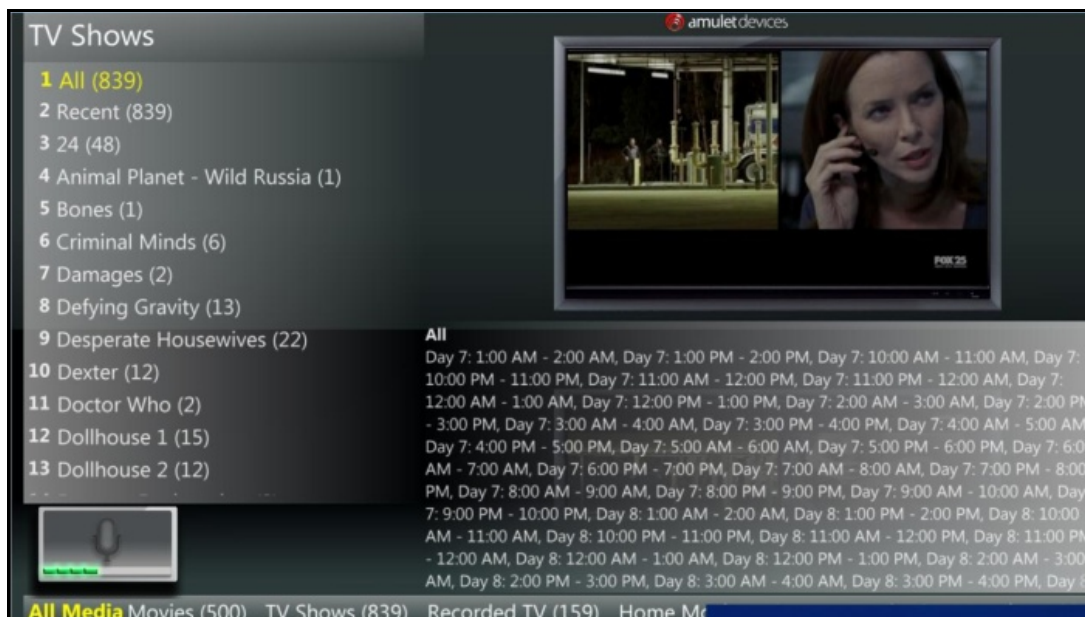 TV Shows
amulet devices
1 All (839)
2 Recent (839)
3 24 (48)
4 Animal Planet - Wild Russia (1)
5 Bones (1)
6 Criminal Minds (6)
7 Damages (2)
8 Defying Gravity (13)
9 Desperate Housewives (22)
10 Dexter (12)
11 Doctor Who (2)
12 Dollhouse 1 (15)
13 Dollhouse 2 (12)
FOX 25
All
Day 7: 1:00 AM - 2:00 AM, Day 7: 1:00 PM - 2:00 PM, Day 7: 10:00 AM - 11:00 AM, Day 7:
10:00 PM - 11:00 PM, Day 7: 11:00 AM - 12:00 PM, Day 7: 11:00 PM - 12:00 AM, Day 7:
12:00 AM - 1:00 AM, Day 7: 12:00 PM - 1:00 PM, Day 7: 2:00 AM - 3:00 AM, Day 7: 2:00 PM
- 3:00 PM, Day 7: 3:00 AM - 4:00 AM, Day 7: 3:00 PM - 4:00 PM, Day 7: 4:00 AM - 5:00 AM
Day 7: 4:00 PM - 5:00 PM, Day 7: 5:00 AM - 6:00 AM, Day 7: 5:00 PM - 6:00 PM, Day 7: 6:0
AM - 7:00 AM, Day 7: 6:00 PM - 7:00 PM, Day 7: 7:00 AM - 8:00 AM, Day 7: 7:00 PM - 8:00
PM, Day 7: 8:00 AM - 9:00 AM, Day 7: 8:00 PM - 9:00 PM, Day 7: 9:00 AM - 10:00 AM, Day
7: 9:00 PM - 10:00 PM, Day 8: 1:00 AM - 2:00 AM, Day 8: 1:00 PM - 2:00 PM, Day 8: 10:00
AM - 11:00 AM, Day 8: 10:00 PM - 11:00 PM, Day 8: 11:00 AM - 12:00 PM, Day 8: 11:00 PM
- 12:00 AM, Day 8: 12:00 AM - 1:00 AM, Day 8: 12:00 PM - 1:00 PM, Day 8: 2:00 AM - 3:00
AM, Day 8: 2:00 PM - 3:00 PM, Day 8: 3:00 AM - 4:00 AM, Day 8: 3:00 PM - 4:00 PM, Day 8
All Media Movies (500) TV Shows (839) Recorded TV (159) Home